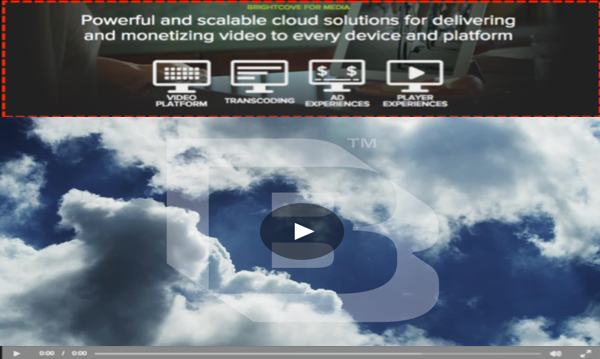 BRIGHTCOVE FOR MEDIA
Powerful and scalable cloud solutions for delivering
and monetizing video to every device and platform
VIDEO
PLATFORM
TRANSCODING
AD
EXPERIENCES
PLAYER
EXPERIENCES
B™
0:00 / 0:00